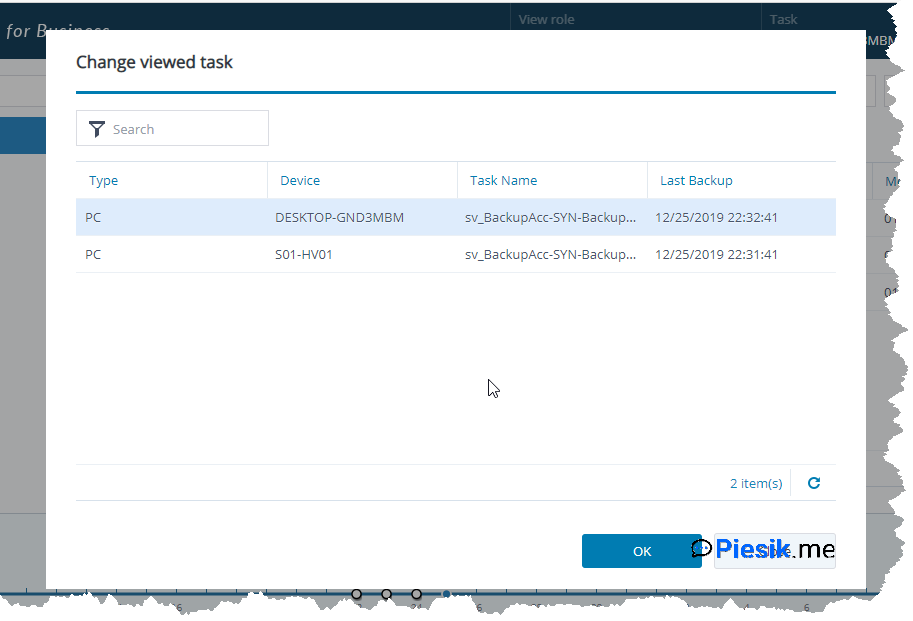 View role Task
for Business
Change viewed task
Search
Type Device Task Name Last Backup
PC DESKTOP-GND3MBM sv_BackupAcc-SYN-Backup... 12/25/2019 22:32:41
PC S01-HV01 sv_BackupAcc-SYN-Backup... 12/25/2019 22:31:41
2 item(s)
OK Piesik.me